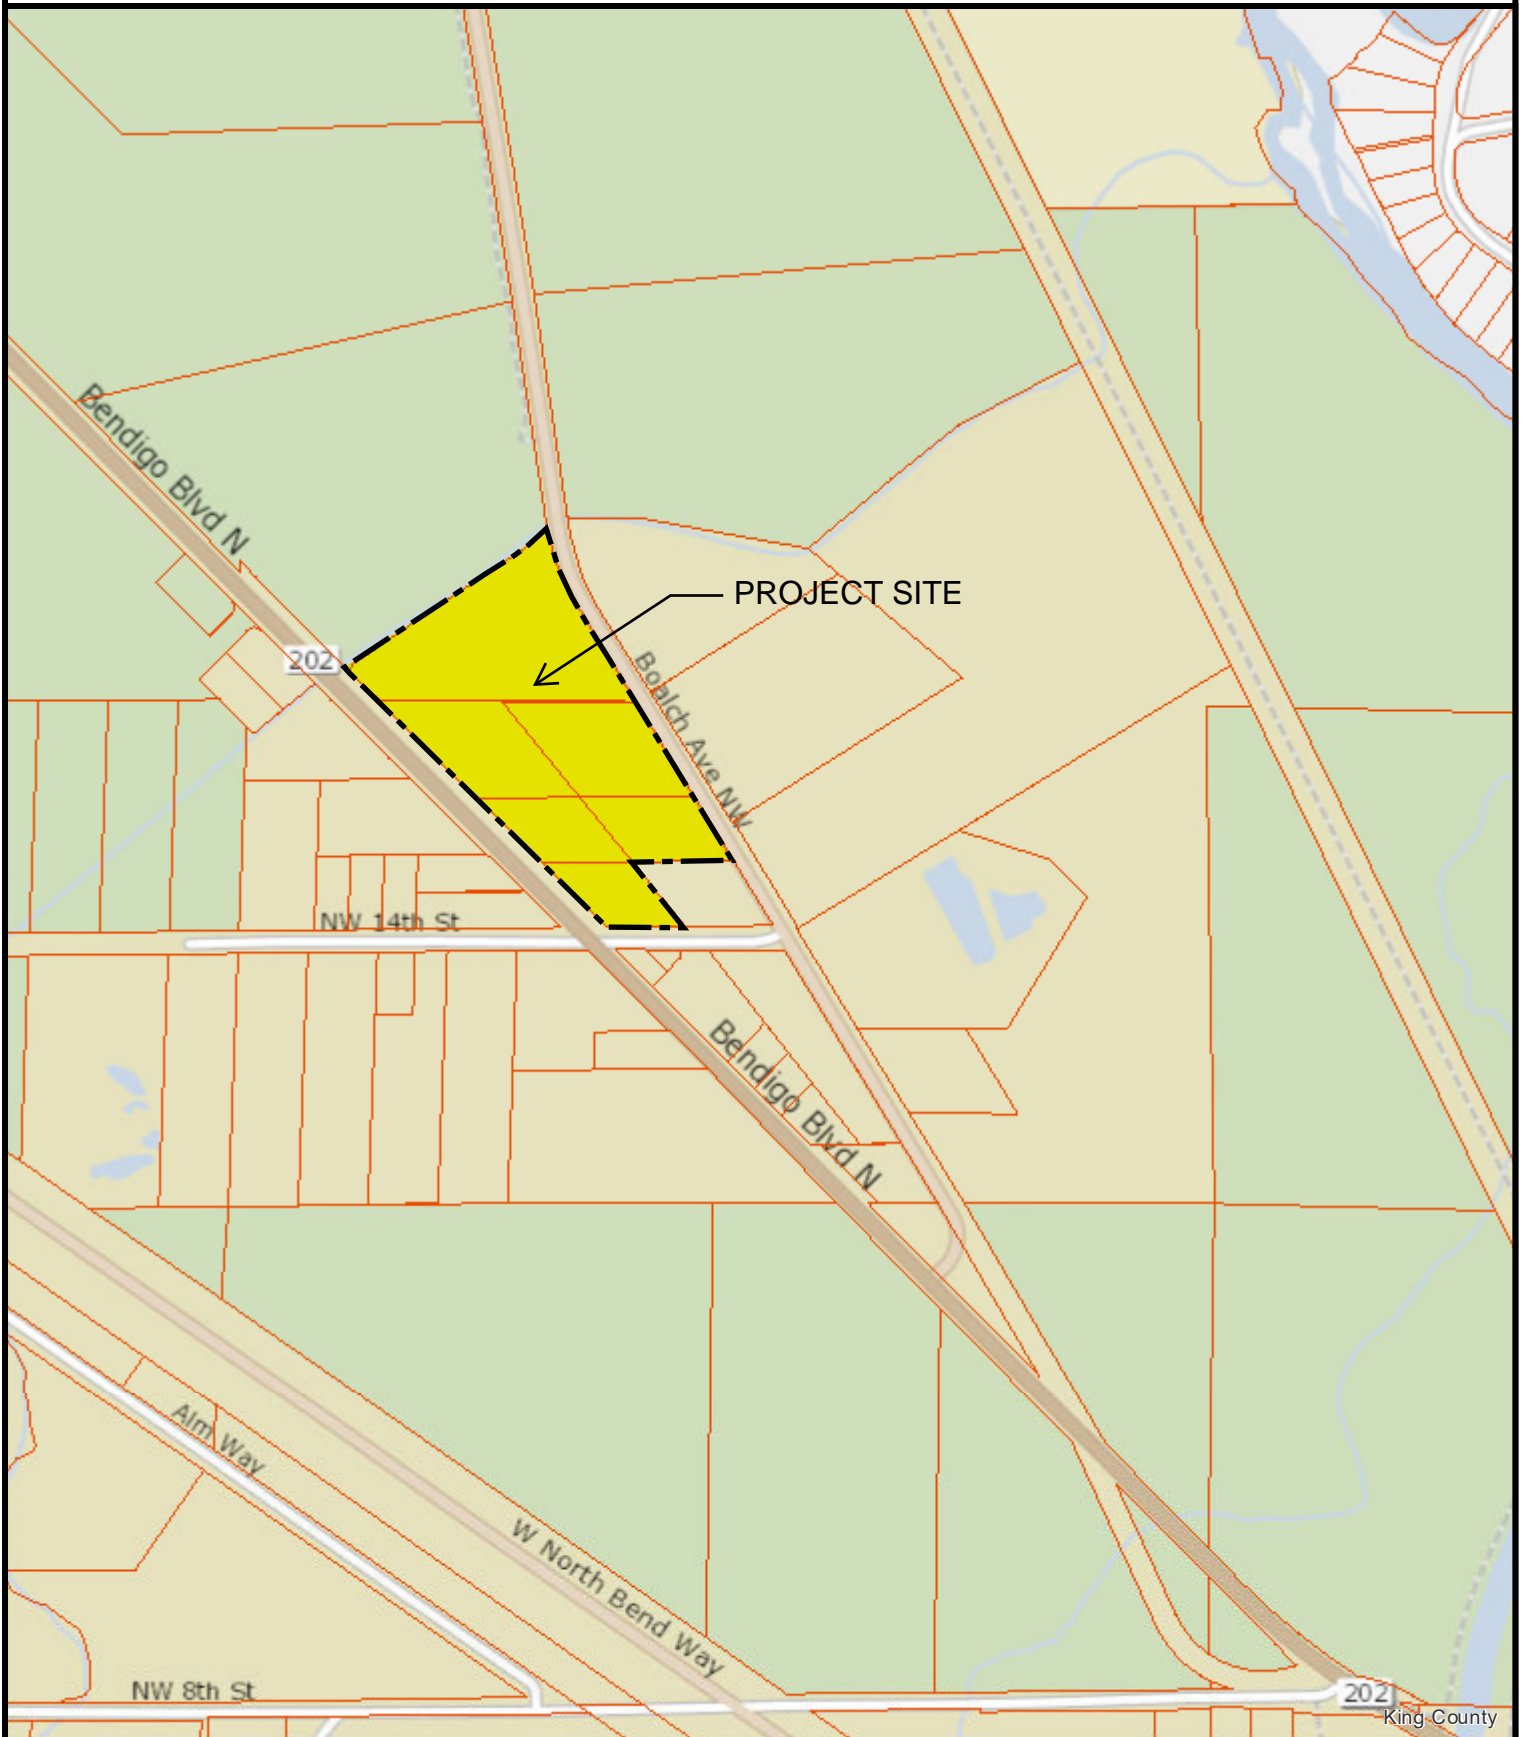 Bendigo Blvd N
PROJECT SITE
202
Boalch Ave NW
NW 14th St
Bendigo Blvd N
Alm Way
W North Bend Way
NW 8th St
202
King County